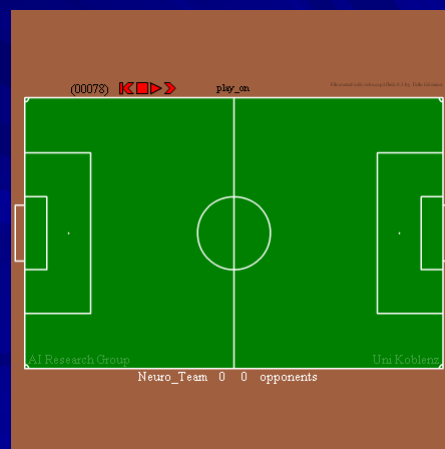 (00078) play_on
AI Research Group Uni Koblenz
Neuro_Team 0 0 opponents